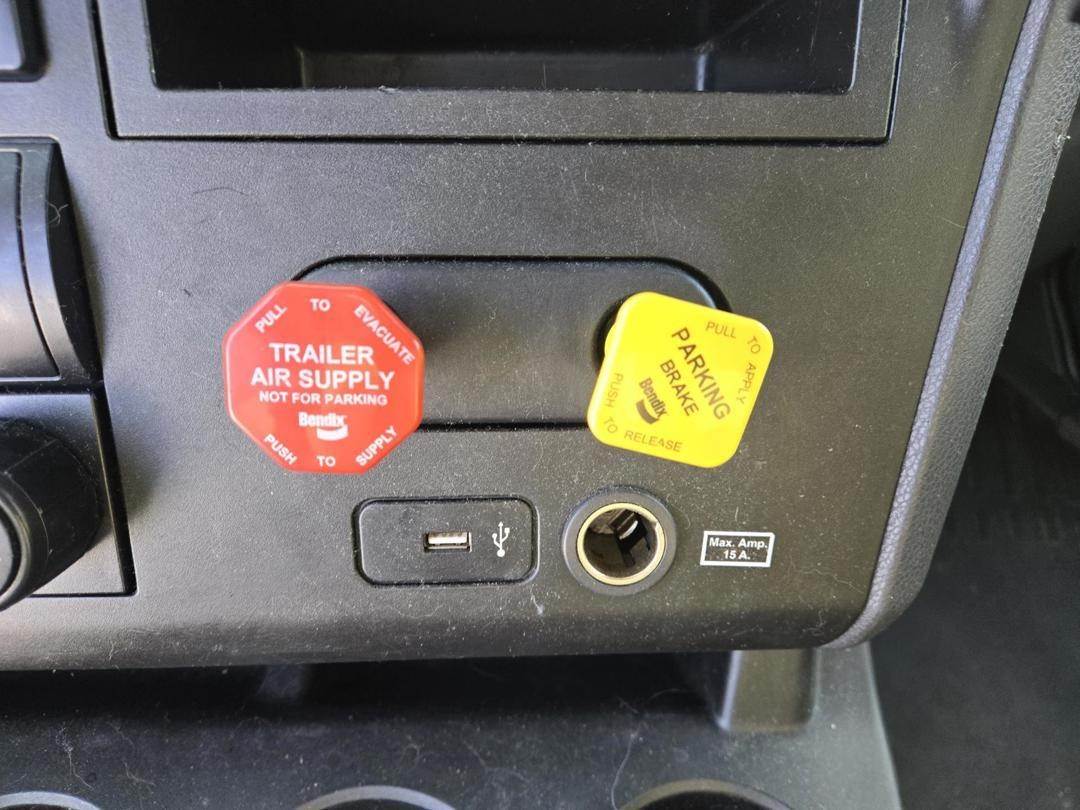 PULL TO EVACUATE
TRAILER
AIR SUPPLY
NOT FOR PARKING
Bendix
PUSH TO SUPPLY
PULL TO APPLY
PARKING
BRAKE
Bendix
PUSH TO RELEASE
Max. Amp.
15 A.